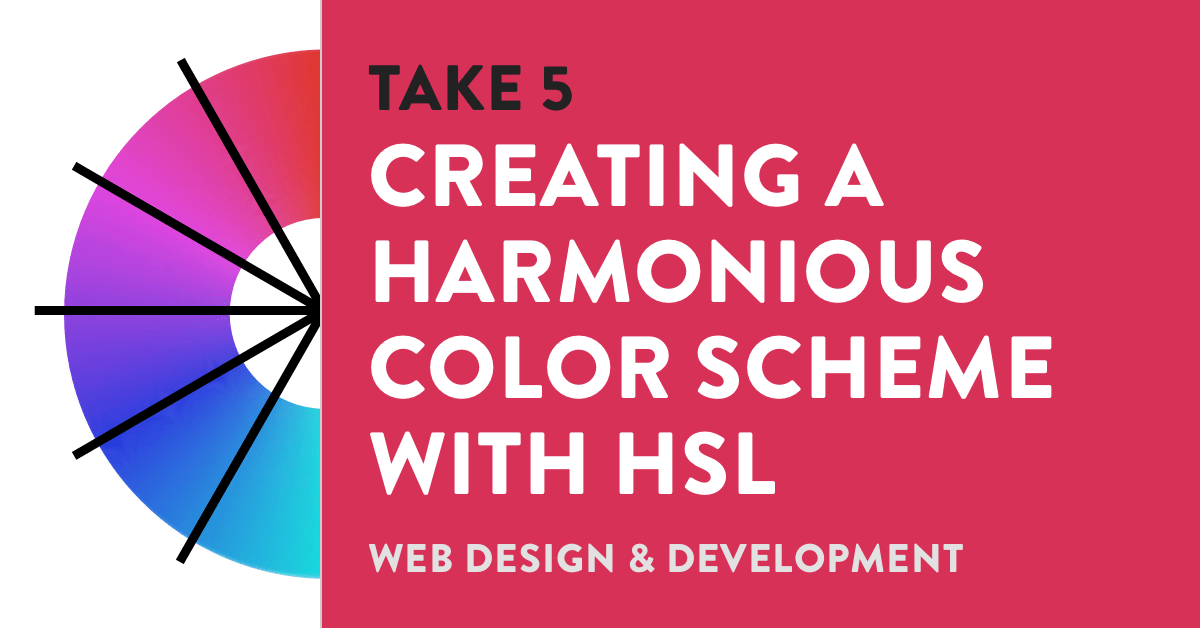 TAKE 5
CREATING A
HARMONIOUS
COLOR SCHEME
WITH HSL
WEB DESIGN & DEVELOPMENT